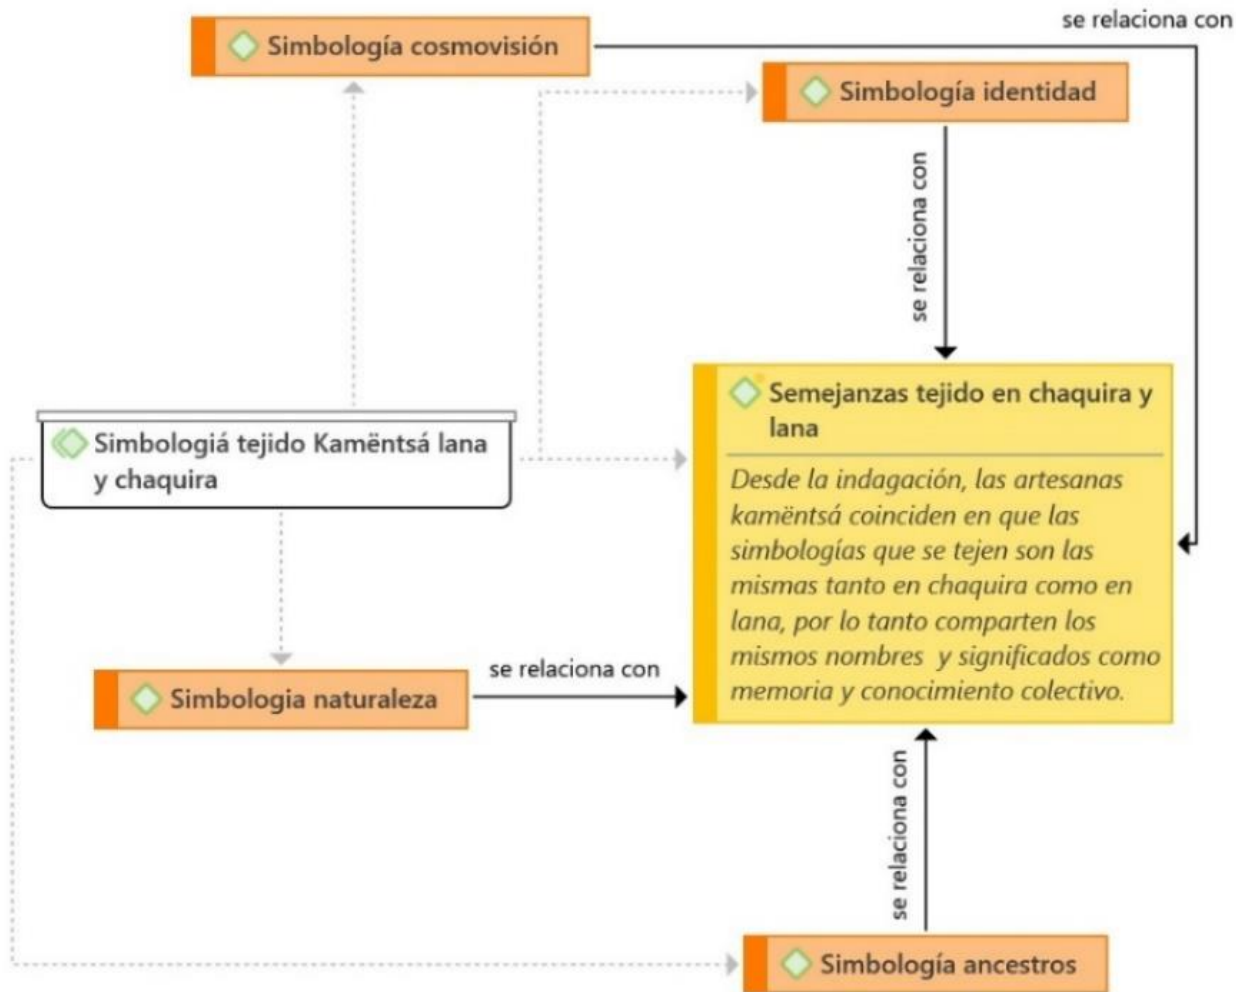 se relaciona con
Simbología cosmovisión
Simbología identidad
se relaciona con
Semejanzas tejido en chaquira y
lana
Simbologiá tejido Kamëntsá lana
y chaquira
Desde la indagación, las artesanas
kamëntsá coinciden en que las
simbologías que se tejen son las
mismas tanto en chaquira como en
lana, por lo tanto comparten los
mismos nombres y significados como
memoria y conocimiento colectivo.
se relaciona con
Simbologia naturaleza
se relaciona con
Simbología ancestros